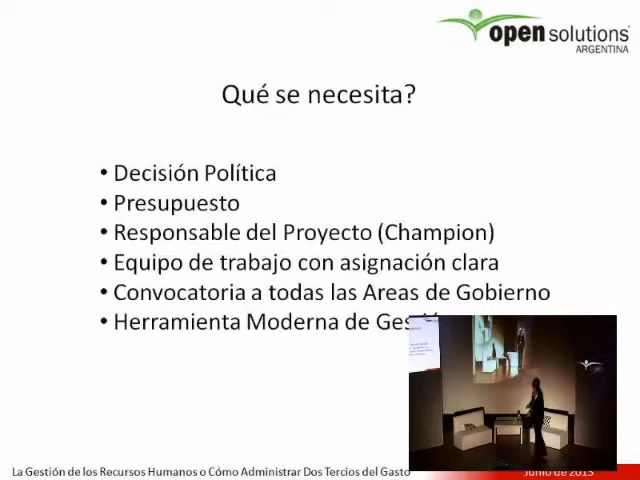 open solutions
ARGENTINA
Qué se necesita?
• Decisión Política
• Presupuesto
• Responsable del Proyecto (Champion)
• Equipo de trabajo con asignación clara
• Convocatoria a todas las Areas de Gobierno
• Herramienta Moderna de
La Gestión de los Recursos Humanos o Cómo Administrar Dos Tercios del Gasto
Junio de 2013